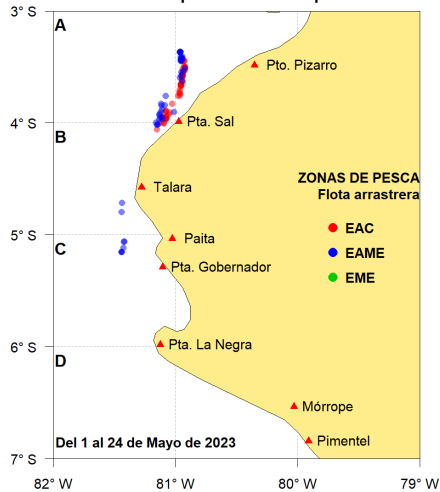 3° S
A
Pto. Pizarro
4° S
Pta. Sal
B
ZONAS DE PESCA
Talara
Flota arrastrera
EAC
5° S
Paita
EAME
C
Pta. Gobernador
EME
6° S
Pta. La Negra
D
Mórrope
Del 1 al 24 de Mayo de 2023
Pimentel
7° S
82° W
81° W
80° W
79° W